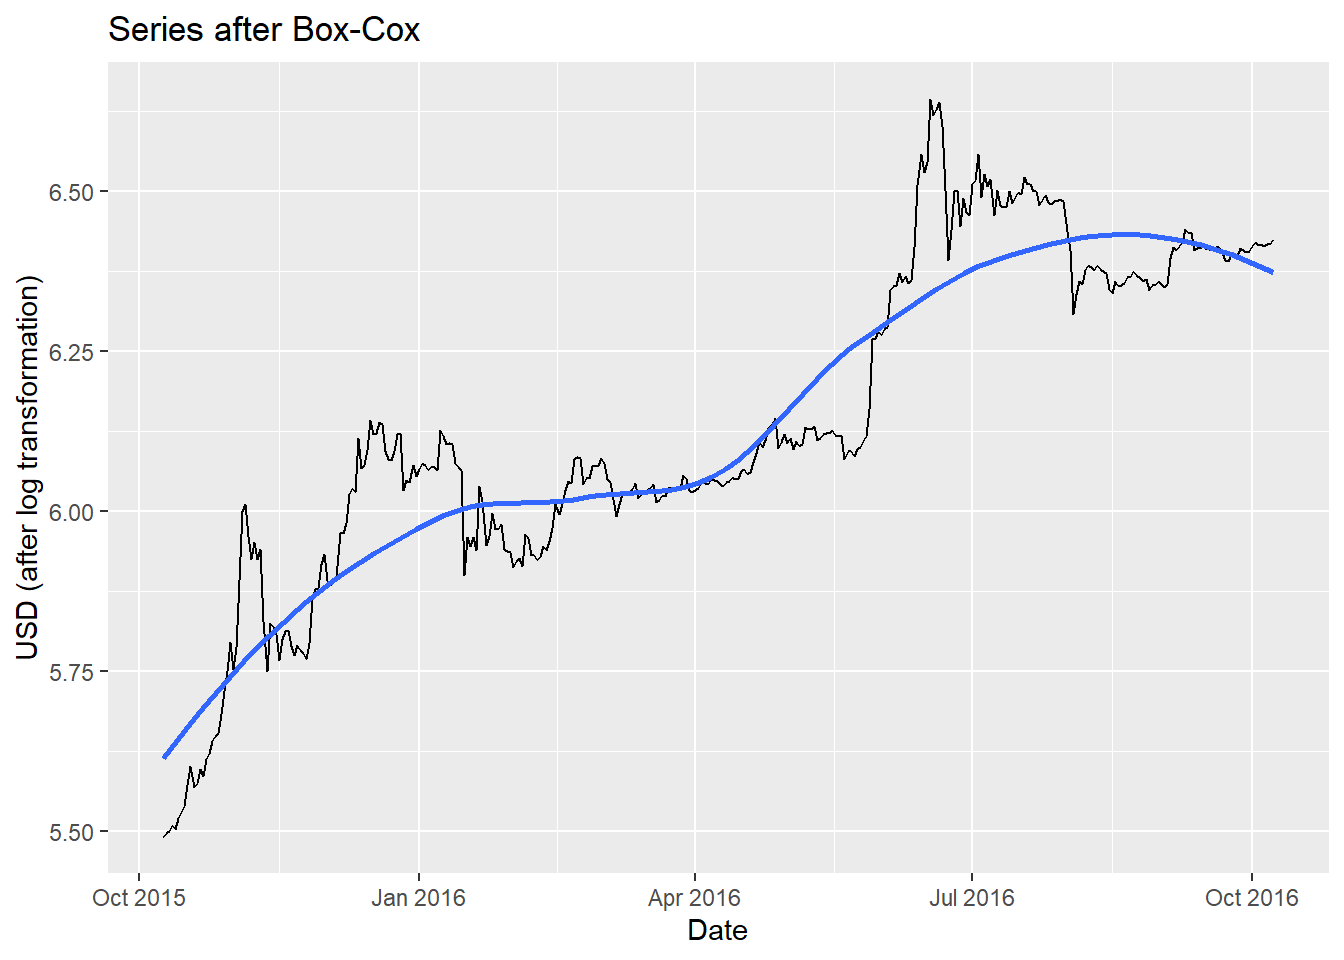 Series after Box-Cox
USD (after log transformation)
6.50
6.25
6.00
5.75
5.50
Oct 2015 Jan 2016 Apr 2016 Jul 2016 Oct 2016
Date